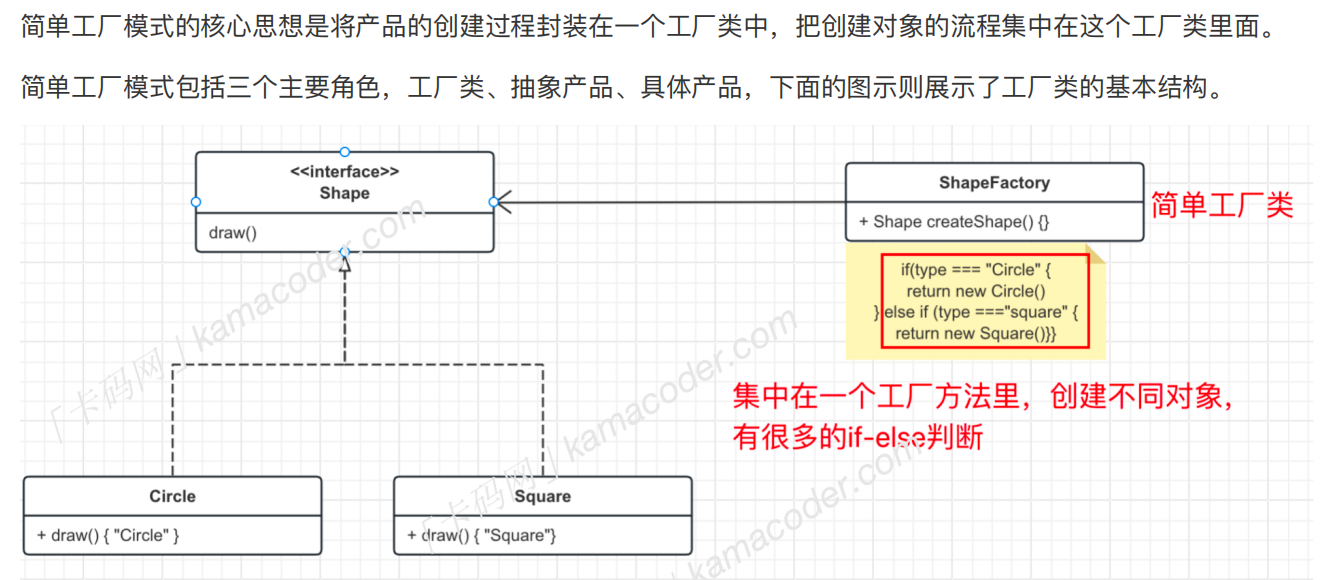 简单工厂模式的核心思想是将产品的创建过程封装在一个工厂类中，把创建对象的流程集中在这个工厂类里面。
简单工厂模式包括三个主要角色，工厂类、抽象产品、具体产品，下面的图示则展示了工厂类的基本结构。
<<interface>>
Shape
draw()
ShapeFactory
+ Shape createShape() {}
简单工厂类
if(type === "Circle" {
return new Circle()
} else if (type ==="square" {
return new Square()}}
集中在一个工厂方法里，创建不同对象，
有很多的if-else判断
Circle
+ draw() { "Circle" }
Square
+ draw() { "Square"}
「卡码网」kamacoder.com
「卡码网」kamacoder.com
kamacoder.com